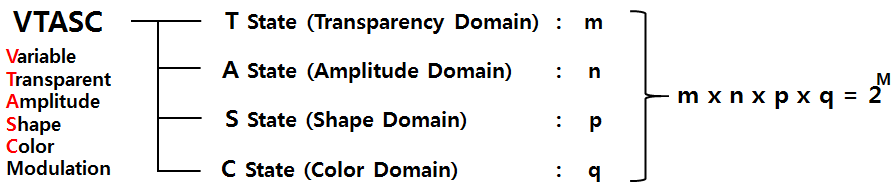 VTASC
Variable
Transparent
Amplitude
Shape
Color
Modulation
T State (Transparency Domain) : m
A State (Amplitude Domain) : n
S State (Shape Domain) : p
C State (Color Domain) : q
m x n x p x q = 2^M